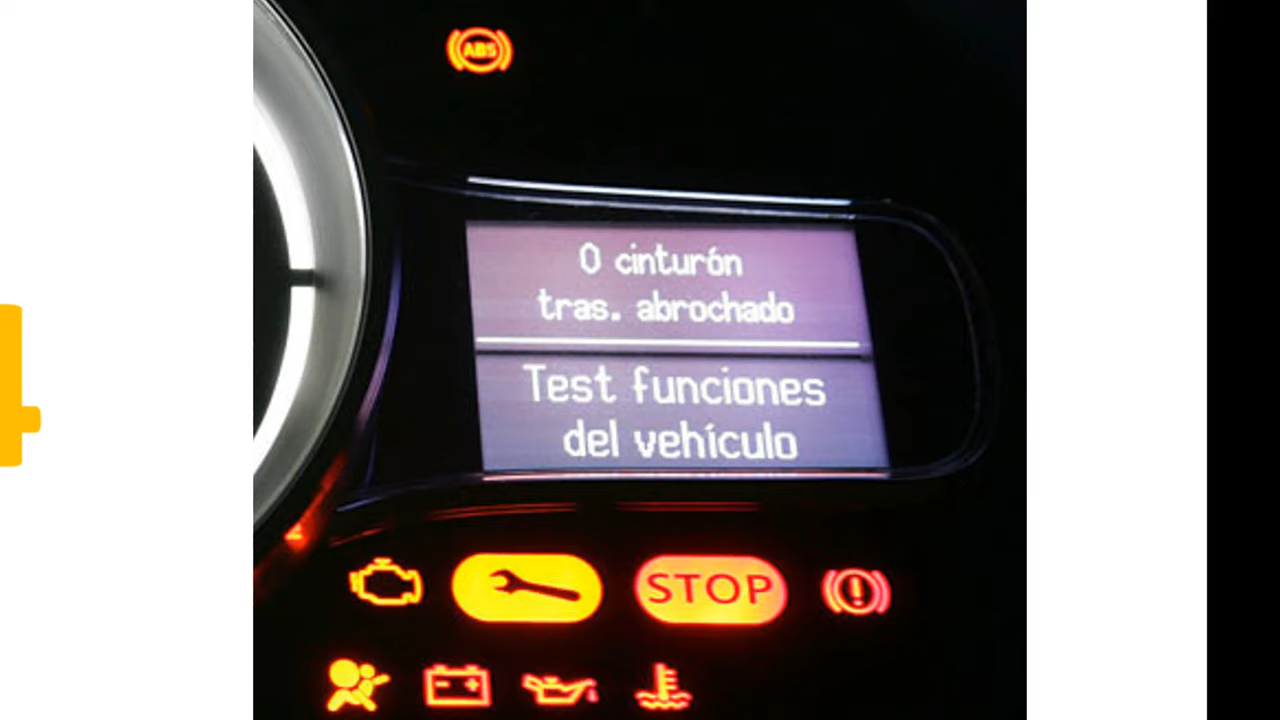 ABS
0 cinturón
tras. abrochado
Test funciones
del vehículo
STOP